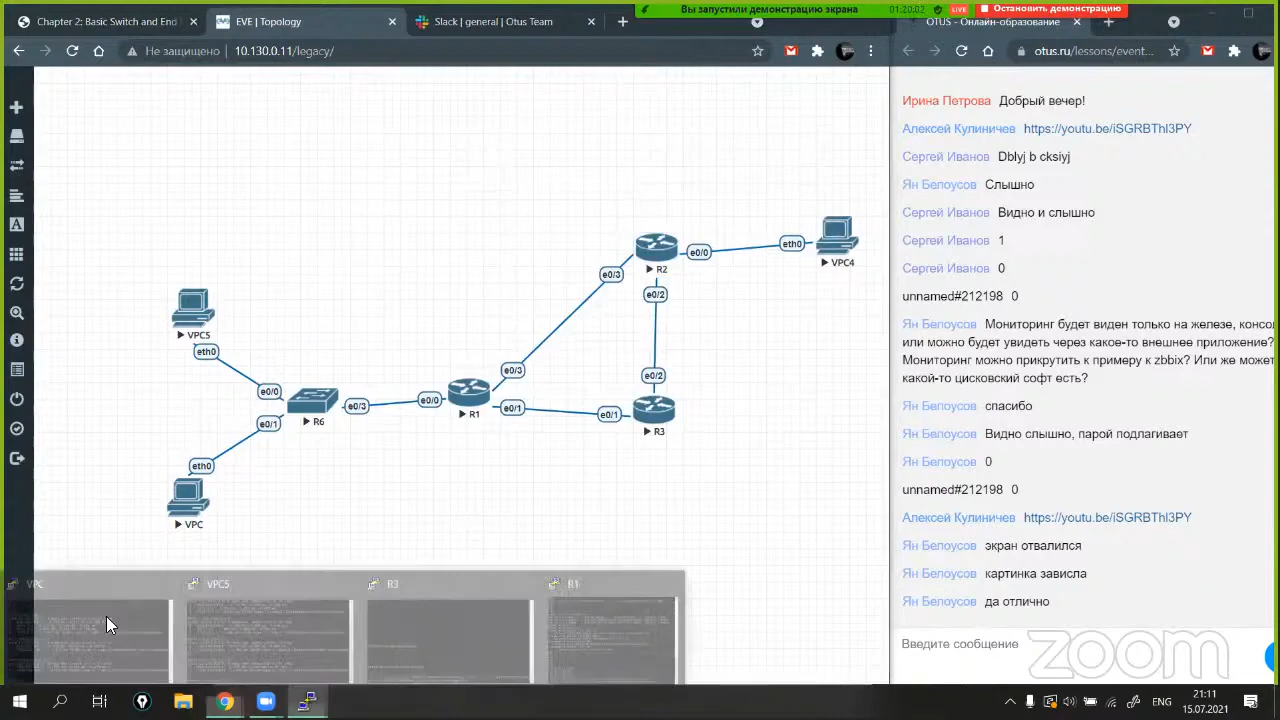 Вы запустили демонстрацию экрана
LIVE
01:20:02
Остановить демонстрацию
Chapter 2: Basic Switch and End
EVE | Topology
Slack | general | Otus Team
OTUS - Онлайн-образование
Не защищено
10.130.0.11/legacy/
otus.ru/lessons/event...
VPC5
eth0
VPC
eth0
e0/0
e0/1
R6
e0/3
e0/0
R1
e0/3
e0/1
e0/3
R2
e0/0
e0/2
eth0
VPC4
e0/2
e0/1
R3
Ирина Петрова Добрый вечер!
Алексей Кулиничев https://youtu.be/iSGRBThl3PY
Сергей Иванов Dblyj b cksiyj
Ян Белоусов Слышно
Сергей Иванов Видно и слышно
Сергей Иванов 1
Сергей Иванов 0
unnamed#212198 0
Ян Белоусов Мониторинг будет виден только на железе, консо
или можно будет увидеть через какое-то внешнее приложение?
Мониторинг можно прикрутить к примеру к zbbix? Или же может
какой-то цисковский софт есть?
Ян Белоусов спасибо
Ян Белоусов Видно слышно, парой подлагивает
Ян Белоусов 0
unnamed#212198 0
Алексей Кулиничев https://youtu.be/iSGRBThl3PY
Ян Белоусов экран отвалился
Ян Белоусов картинка зависла
Ян Белоусов да отлично
Введите сообщение
zoom
VPC
VPC5
R3
R1
ENG
21:11
15.07.2021